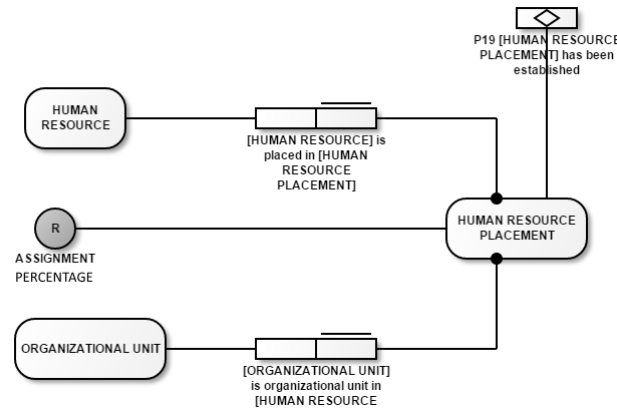 P19 [HUMAN RESOURCE
PLACEMENT] has been
established
HUMAN
RESOURCE
[HUMAN RESOURCE] is
placed in [HUMAN
RESOURCE
PLACEMENT]
HUMAN RESOURCE
PLACEMENT
R
ASSIGNMENT
PERCENTAGE
ORGANIZATIONAL UNIT
[ORGANIZATIONAL UNIT]
is organizational unit in
[HUMAN RESOURCE